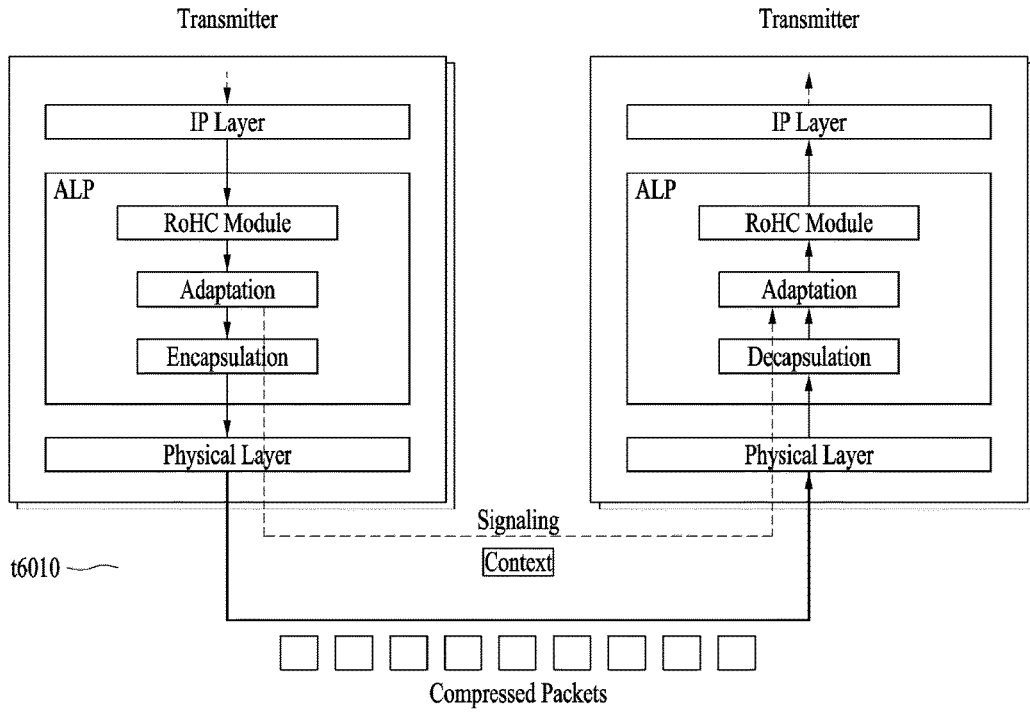 Transmitter
IP Layer
ALP
RoHC Module
Adaptation
Encapsulation
Physical Layer
Transmitter
IP Layer
ALP
RoHC Module
Adaptation
Decapsulation
Physical Layer
Signaling
Context
t6010
Compressed Packets